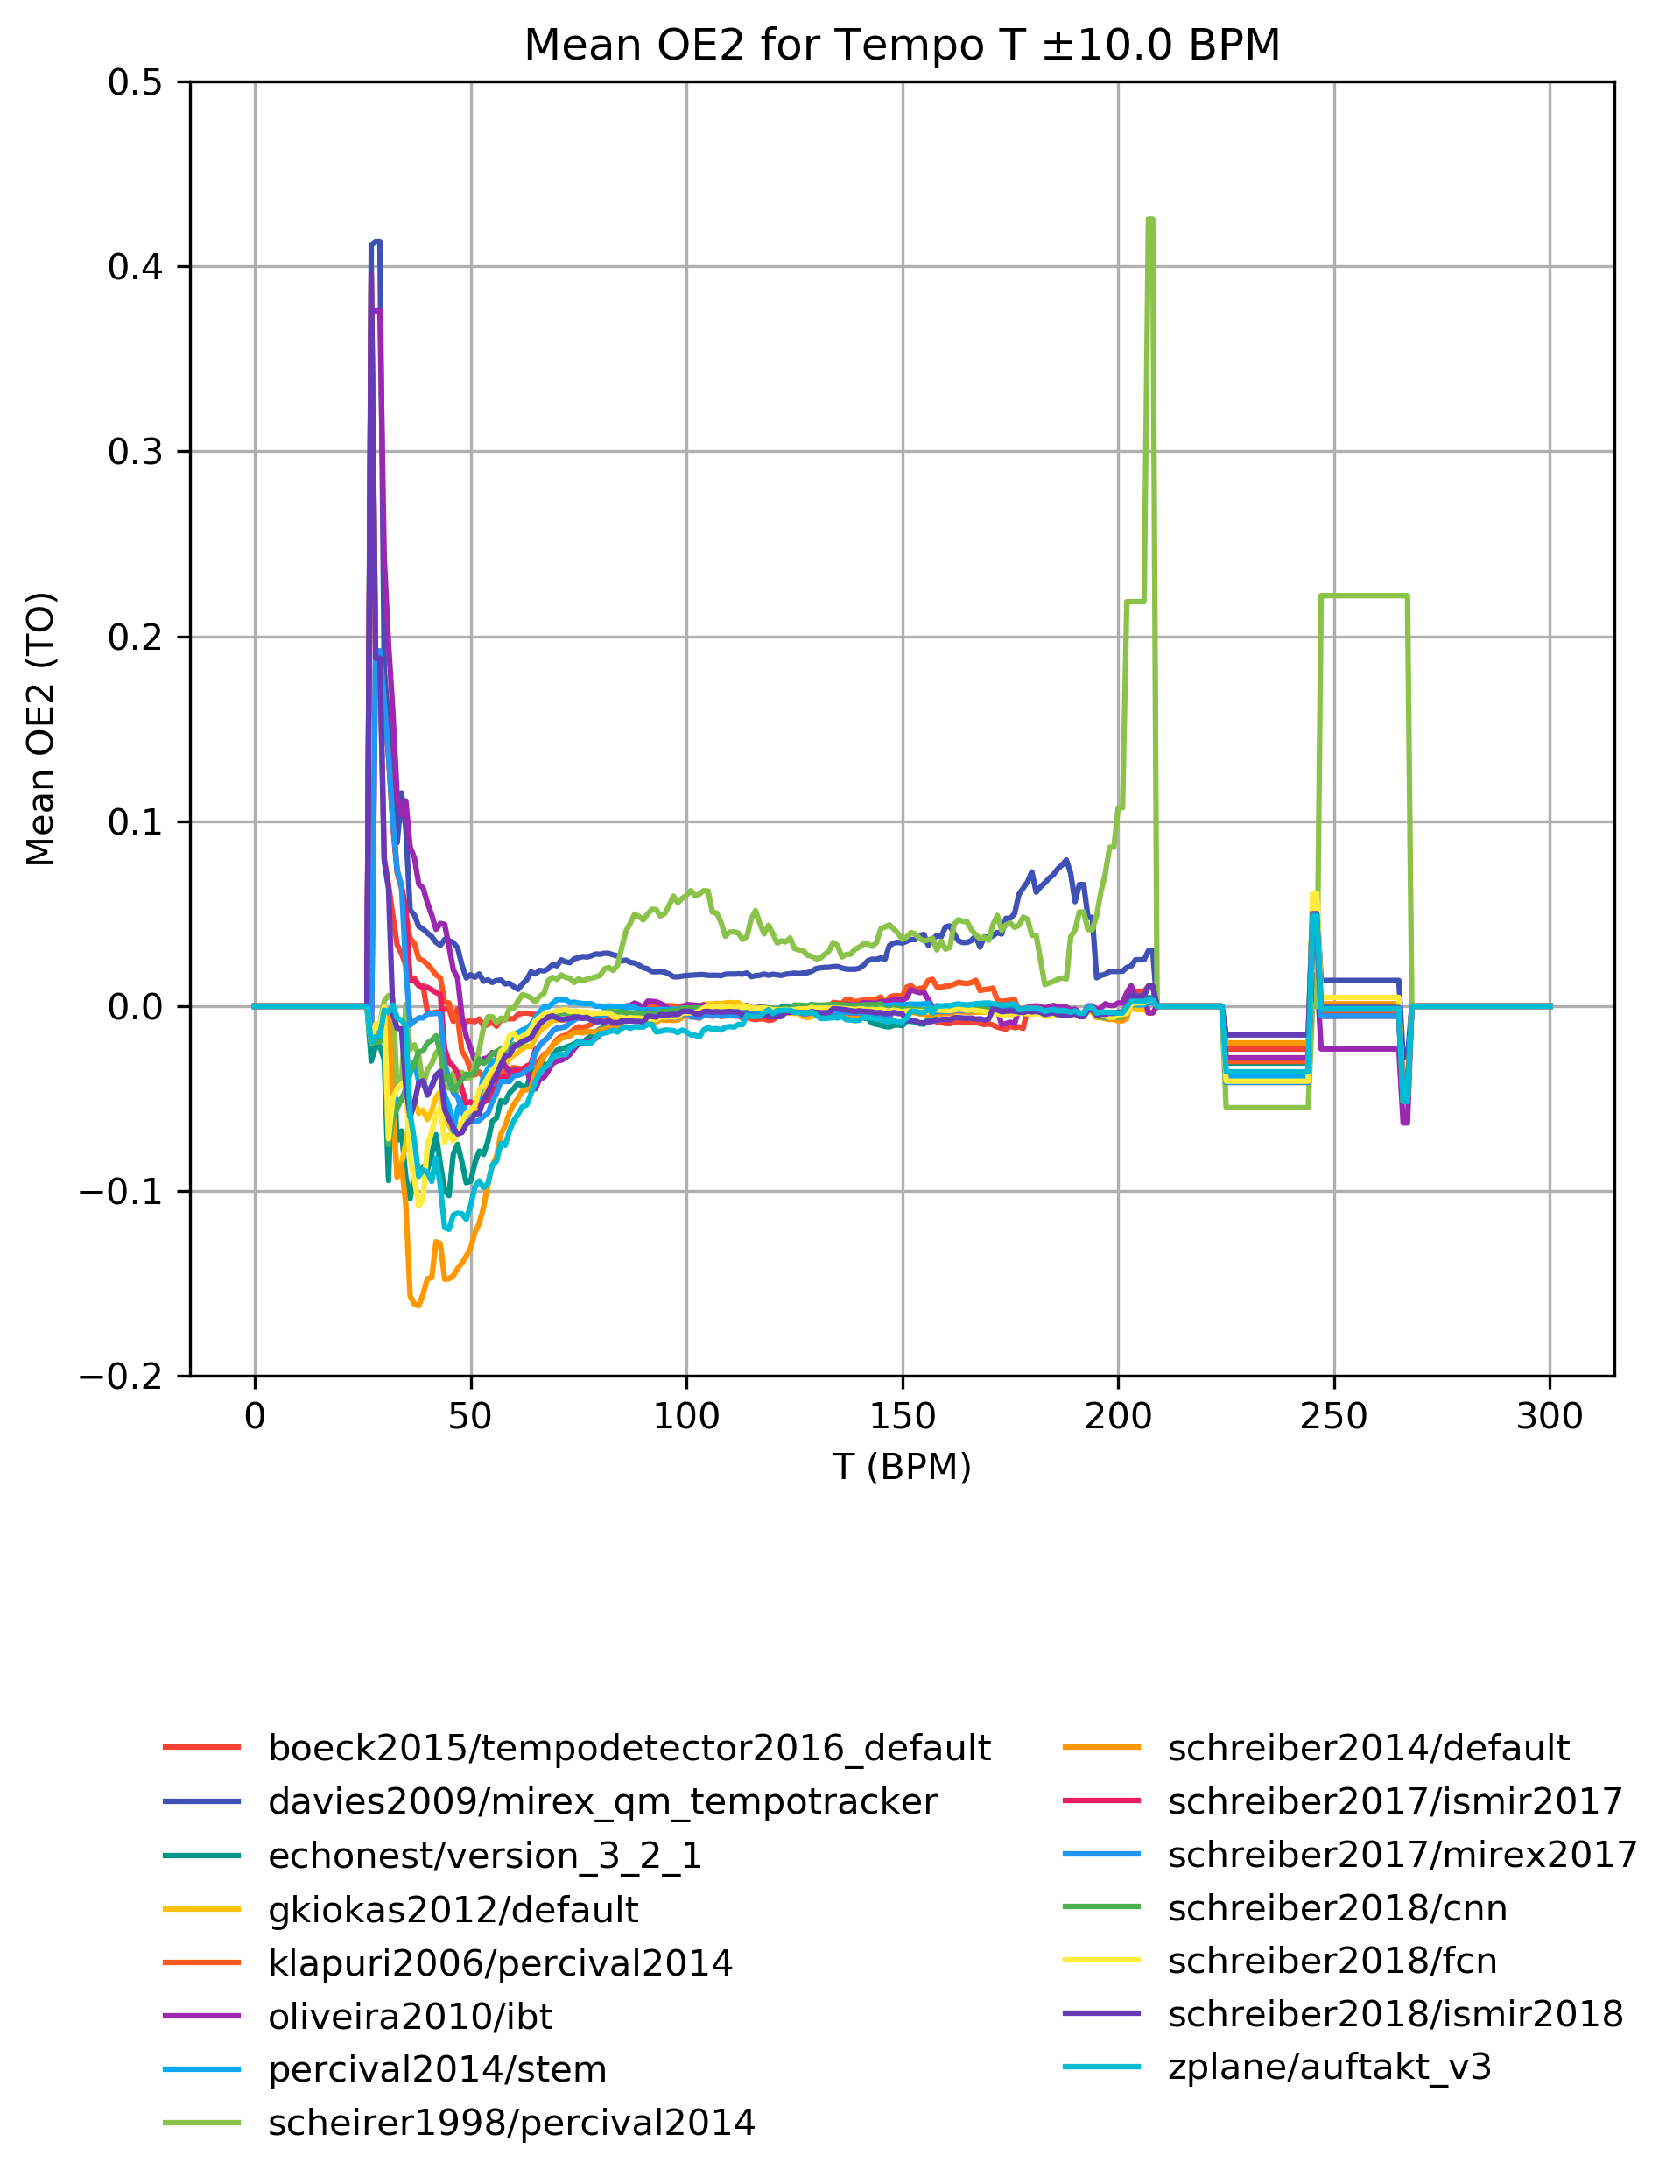 Mean OE2 for Tempo T ±10.0 BPM
0.5
0.4
0.3
0.2
0.1
0.0
−0.1
−0.2
Mean OE2 (TO)
0 50 100 150 200 250 300
T (BPM)
boeck2015/tempodetector2016_default
davies2009/mirex_qm_tempotracker
echonest/version_3_2_1
gkiokas2012/default
klapuri2006/percival2014
oliveira2010/ibt
percival2014/stem
scheirer1998/percival2014
schreiber2014/default
schreiber2017/ismir2017
schreiber2017/mirex2017
schreiber2018/cnn
schreiber2018/fcn
schreiber2018/ismir2018
zplane/auftakt_v3